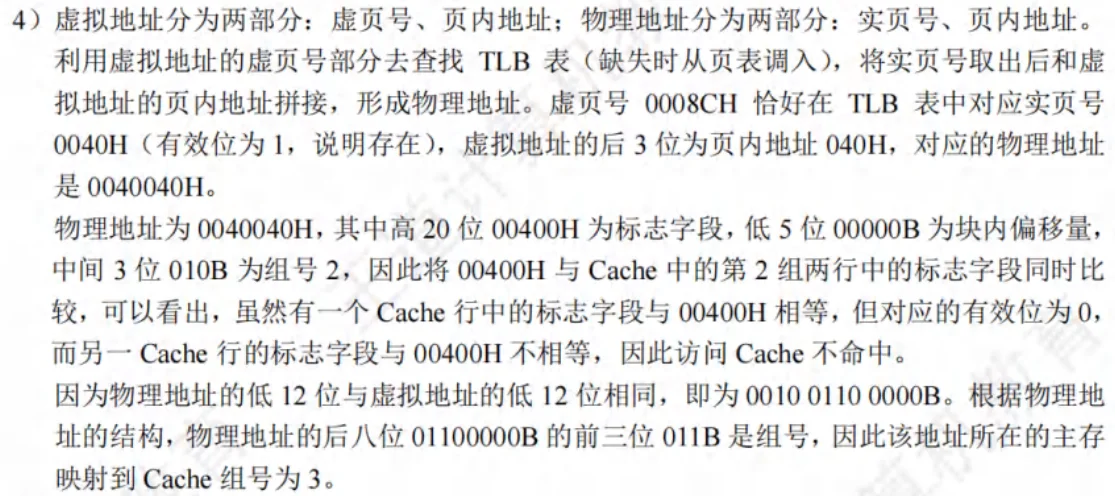 4）虚拟地址分为两部分：虚页号、页内地址；物理地址分为两部分：实页号、页内地址。
利用虚拟地址的虚页号部分去查找 TLB 表（缺失时从页表调入），将实页号取出后和虚
拟地址的页内地址拼接，形成物理地址。虚页号 0008CH 恰好在 TLB 表中对应实页号
0040H（有效位为 1，说明存在），虚拟地址的后 3 位为页内地址 040H，对应的物理地址
是 0040040H。
物理地址为 0040040H，其中高 20 位 00400H 为标志字段，低 5 位 00000B 为块内偏移量，
中间 3 位 010B 为组号 2，因此将 00400H 与 Cache 中的第 2 组两行中的标志字段同时比
较，可以看出，虽然有一个 Cache 行中的标志字段与 00400H 相等，但对应的有效位为 0，
而另一 Cache 行的标志字段与 00400H 不相等，因此访问 Cache 不命中。
因为物理地址的低 12 位与虚拟地址的低 12 位相同，即为 0010 0110 0000B。根据物理地
址的结构，物理地址的后八位 01100000B 的前三位 011B 是组号，因此该地址所在的主存
映射到 Cache 组号为 3。